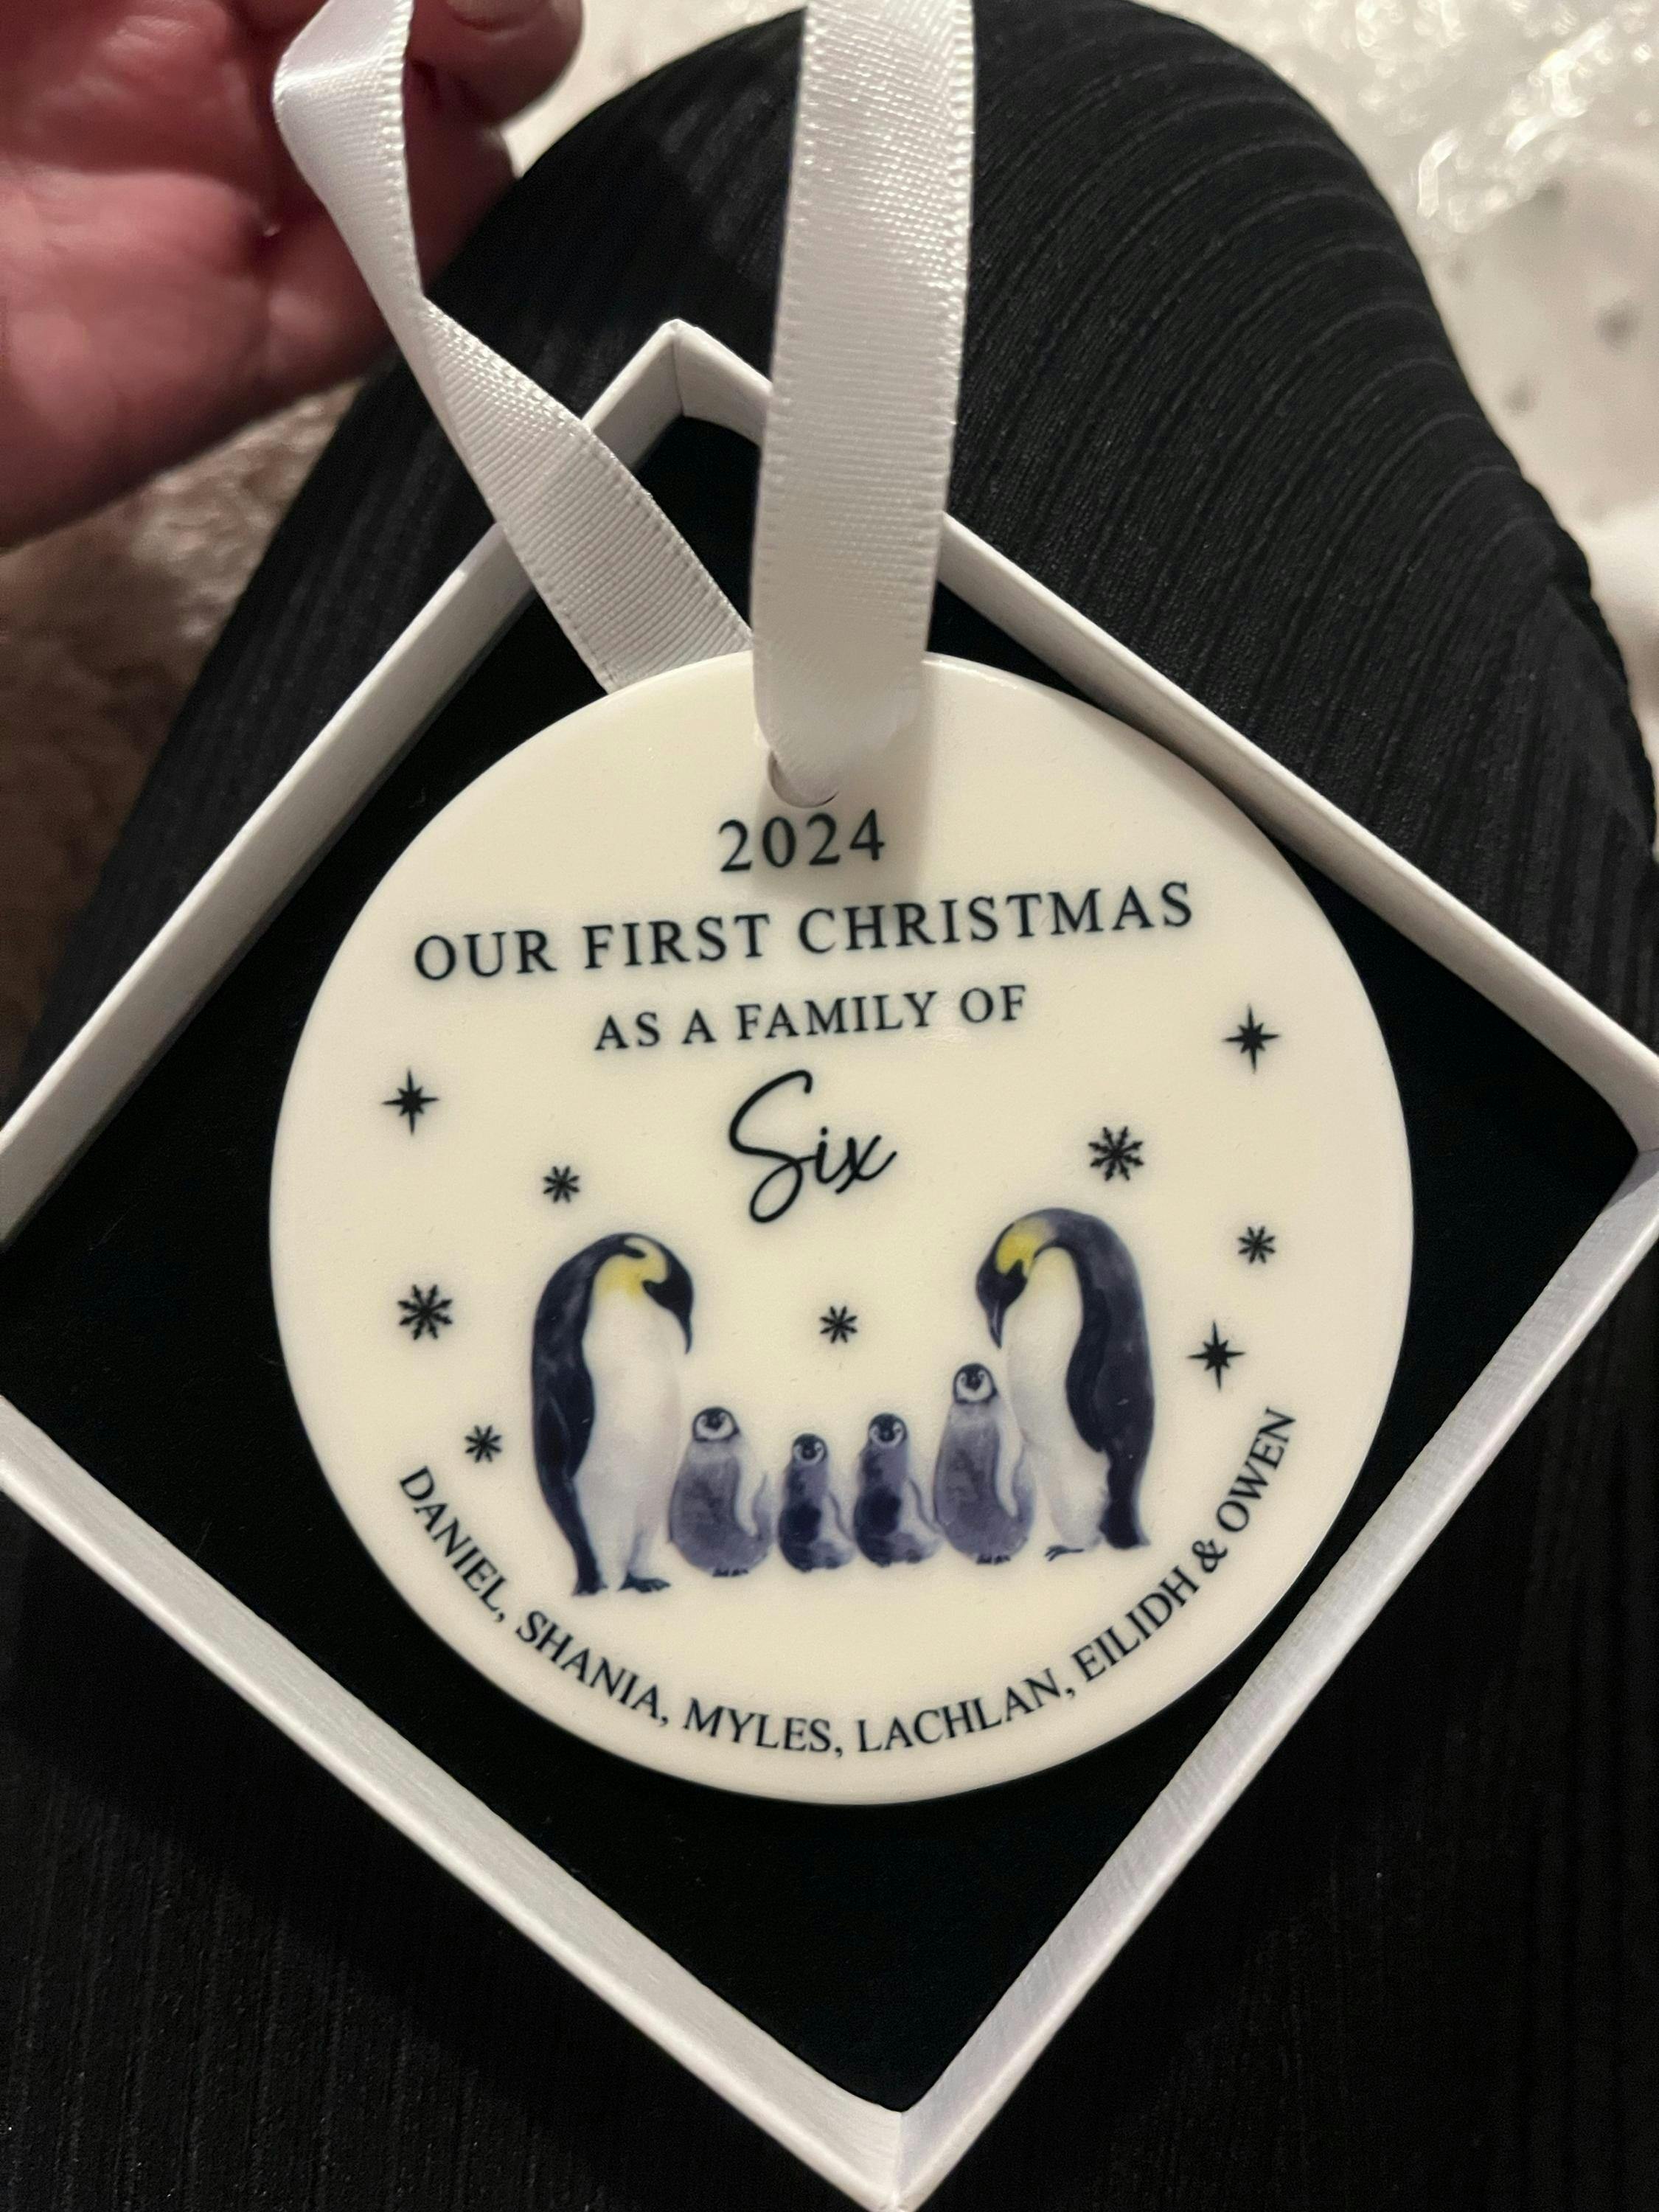 2024
OUR FIRST CHRISTMAS
AS A FAMILY OF
Six
DANIEL, SHANIA, MYLES, LACHLAN, EILIDH & OWEN